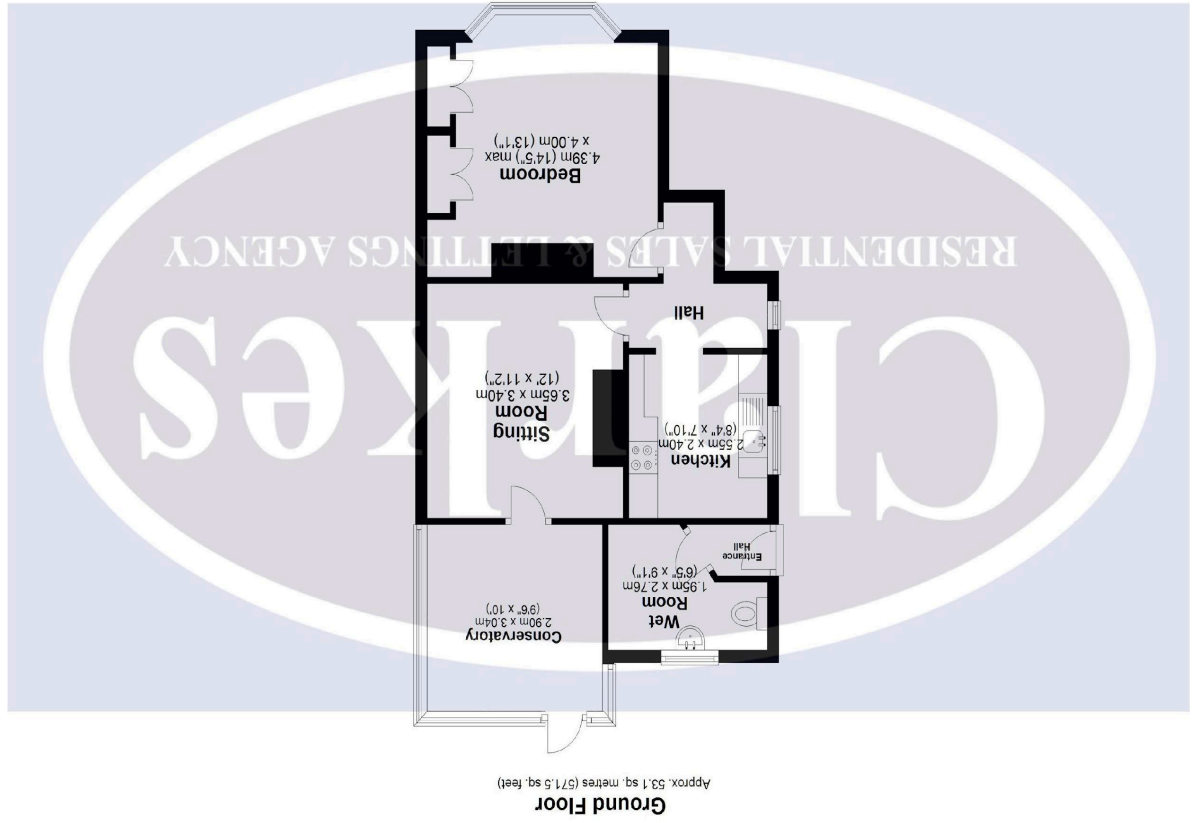 Ground Floor
Approx. 53.1 sq. metres (571.5 sq. feet)
Conservatory
2.90m x 3.04m
(9'6" x 10')
Wet
Room
1.95m x 2.76m
(6'5" x 9'1")
Entrance
Hall
Kitchen
2.55m x 2.40m
(8'4" x 7'10")
Sitting
Room
3.65m x 3.40m
(12' x 11'2")
Hall
Clarkes
RESIDENTIAL SALES & LETTINGS AGENCY
Bedroom
4.39m (14'5") max
x 4.00m (13'1")